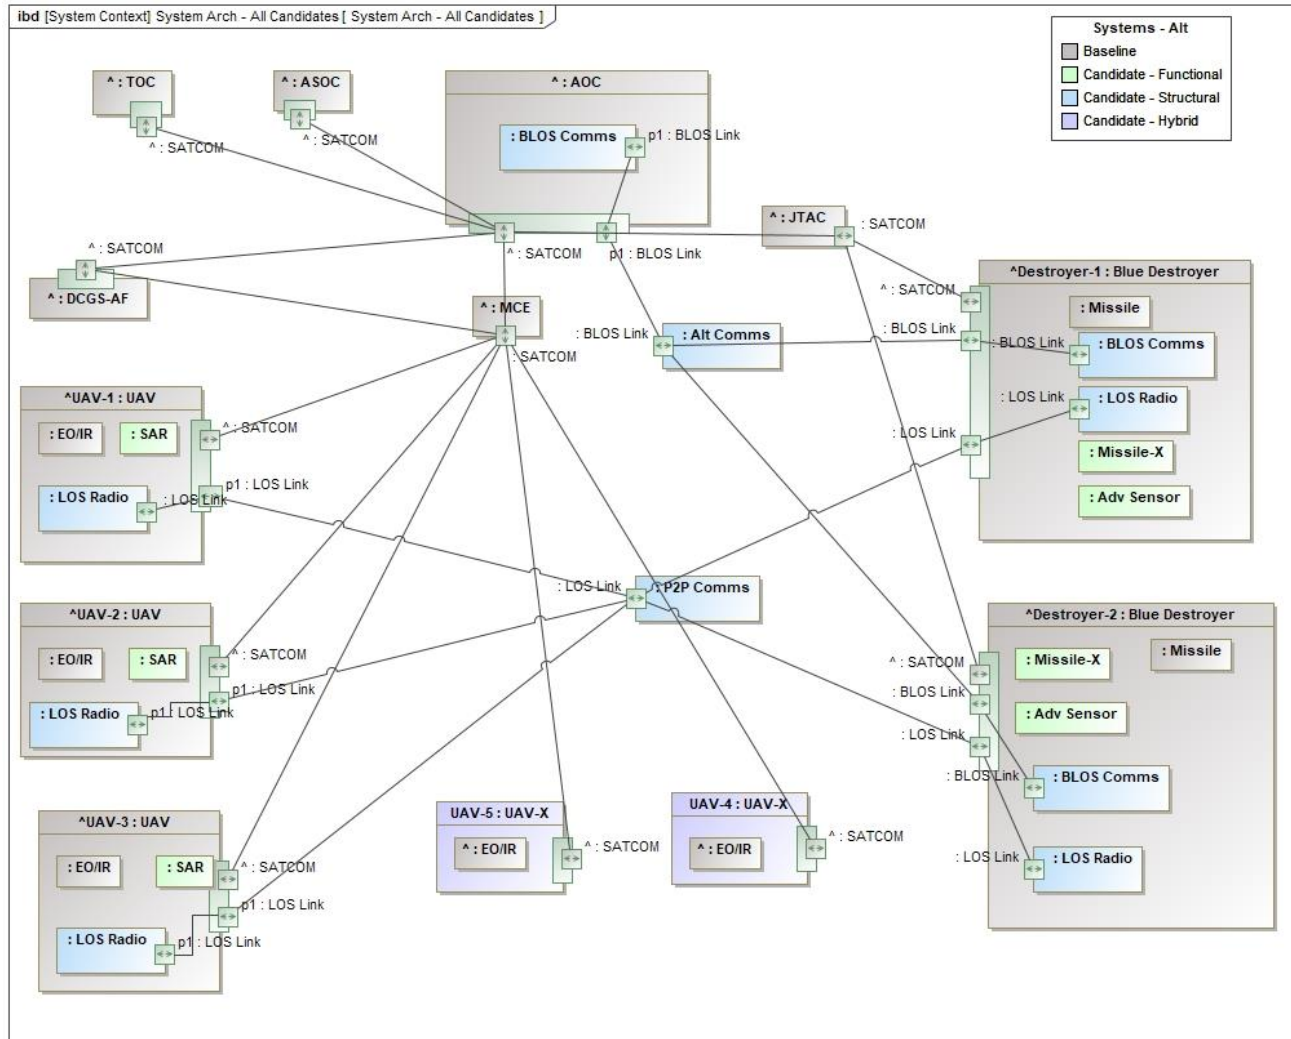 ibd [System Context] System Arch - All Candidates [ System Arch - All Candidates ]
Systems - Alt
Baseline
Candidate - Functional
Candidate - Structural
Candidate - Hybrid
^ : TOC
^ : SATCOM
^ : ASOC
^ : SATCOM
^ : AOC
: BLOS Comms
p1 : BLOS Link
^ : SATCOM
p1 : BLOS Link
^ : JTAC
: SATCOM
^ : SATCOM
^ : DCGS-AF
^ : MCE
: SATCOM
: BLOS Link
: Alt Comms
^Destroyer-1 : Blue Destroyer
^ : SATCOM
: BLOS Link
: LOS Link
: Missile
: BLOS Link
: BLOS Comms
: LOS Link
: LOS Radio
: Missile-X
: Adv Sensor
^UAV-1 : UAV
: EO/IR
: SAR
^ : SATCOM
: LOS Radio
: LOS Link
p1 : LOS Link
: LOS Link
: P2P Comms
^UAV-2 : UAV
: EO/IR
: SAR
^ : SATCOM
: LOS Radio
p1 : LOS Link
p1 : LOS Link
^Destroyer-2 : Blue Destroyer
: Missile-X
: Missile
^ : SATCOM
: BLOS Link
: Adv Sensor
: LOS Link
: BLOS Link
: BLOS Comms
: LOS Link
: LOS Radio
^UAV-3 : UAV
: EO/IR
: SAR
^ : SATCOM
p1 : LOS Link
: LOS Radio
p1 : LOS Link
UAV-5 : UAV-X
^ : EO/IR
^ : SATCOM
UAV-4 : UAV-X
^ : EO/IR
^ : SATCOM